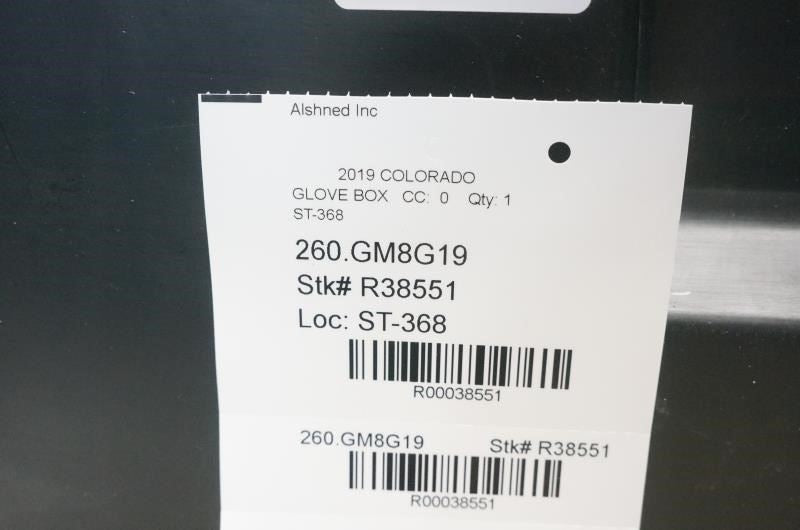 Alshned Inc
2019 COLORADO
GLOVE BOX CC: 0 Qty: 1
ST-368
260.GM8G19
Stk# R38551
Loc: ST-368
R00038551
260.GM8G19 Stk# R38551
R00038551